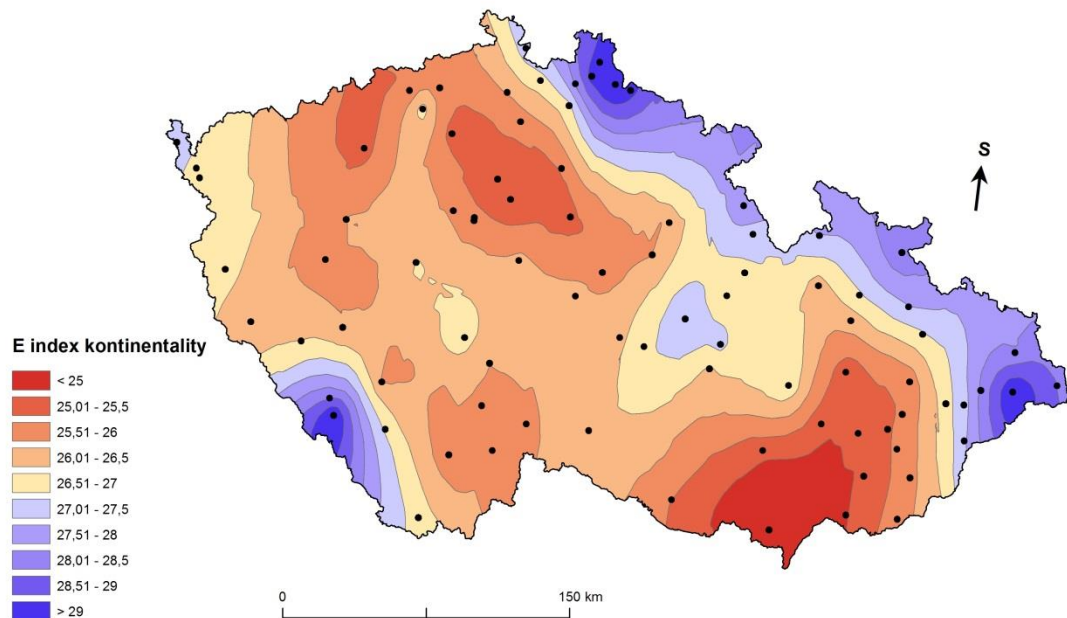 S
E index kontinentality
< 25
25,01 - 25,5
25,51 - 26
26,01 - 26,5
26,51 - 27
27,01 - 27,5
27,51 - 28
28,01 - 28,5
28,51 - 29
> 29
0 150 km